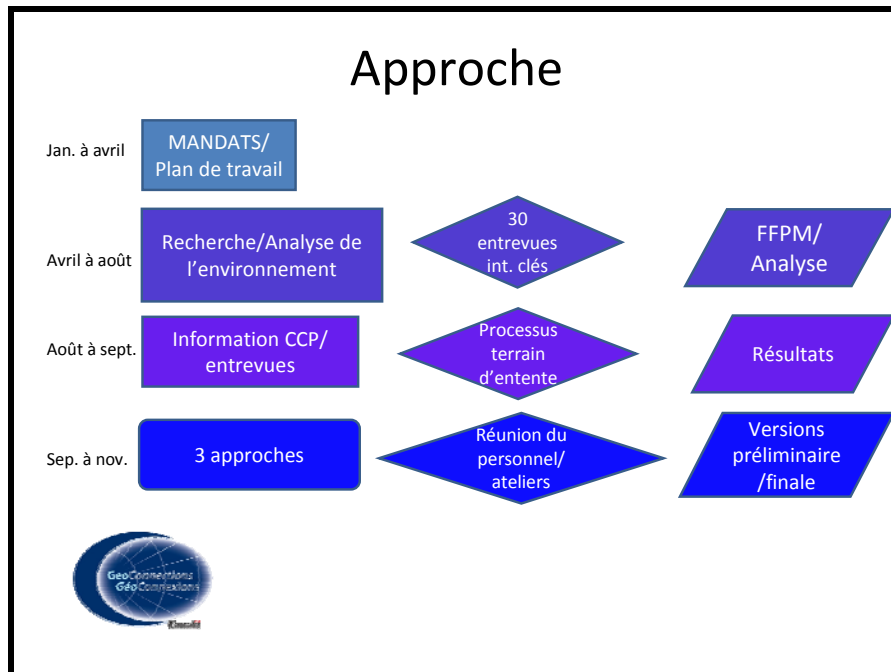 Approche
Jan. à avril
MANDATS/
Plan de travail
Avril à août
Recherche/Analyse de
l'environnement
30
entrevues
int. clés
FFPM/
Analyse
Août à sept.
Information CCP/
entrevues
Processus
terrain
d'entente
Résultats
Sep. à nov.
3 approches
Réunion du
personnel/
ateliers
Versions
préliminaire
/finale
GeoConnections
GéoConnexions
Canada